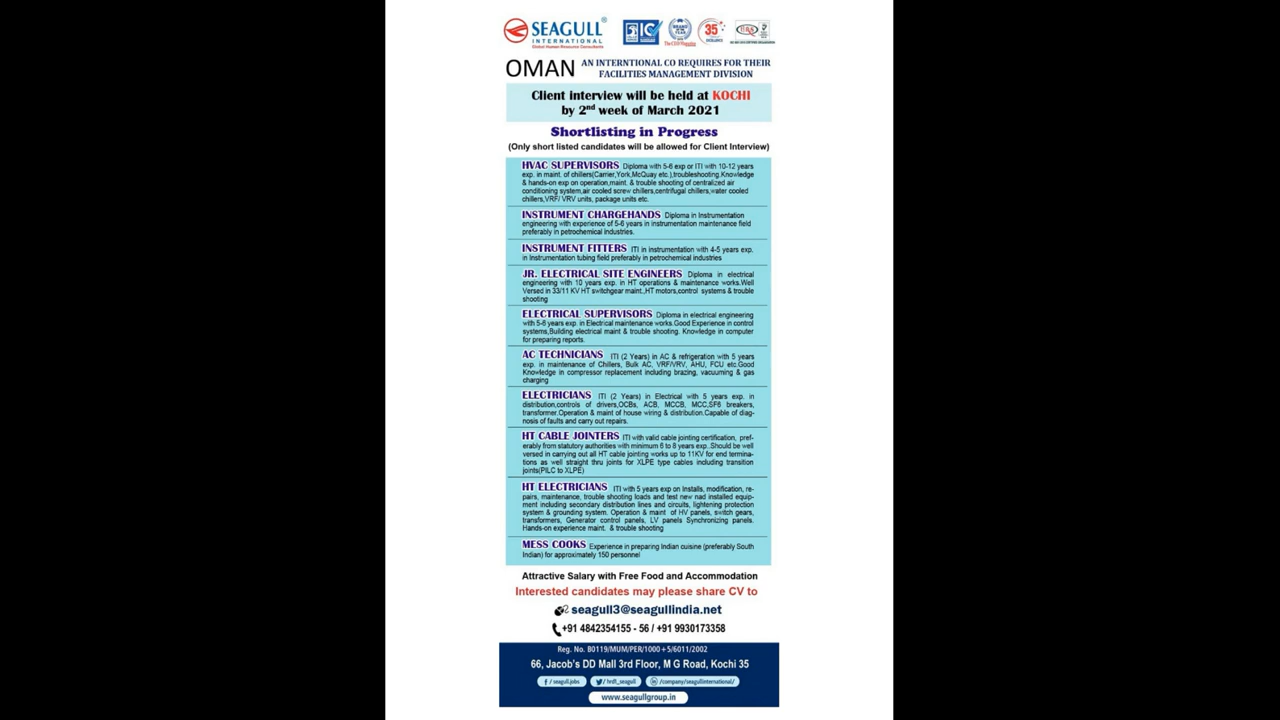 SEAGULL®
INTERNATIONAL
Global Human Resource Consultants
35
OMAN
AN INTERNTIONAL CO REQUIRES FOR THEIR
FACILITIES MANAGEMENT DIVISION
Client interview will be held at KOCHI
by 2nd week of March 2021
Shortlisting in Progress
(Only short listed candidates will be allowed for Client Interview)
HVAC SUPERVISORS Diploma with 5-6 exp or ITI with 10-12 years
exp. in maint. of chillers(Carrier,York,McQuay etc.),troubleshooting,Knowledge
& hands-on exp on operation,maint. & trouble shooting of centralized air
conditioning system,air cooled screw chillers,centrifugal chillers,water cooled
chillers,VRF/ VRV units, package units etc.
INSTRUMENT CHARGEHANDS Diploma in Instrumentation
engineering with experience of 5-6 years in instrumentation maintenance field
preferably in petrochemical industries.
INSTRUMENT FITTERS ITI in Instrumentation with 4-5 years exp.
in Instrumentation tubing field preferably in petrochemical industries
JR. ELECTRICAL SITE ENGINEERS Diploma in electrical
engineering with 10 years exp. in HT operations & maintenance works.Well
Versed in 33/11 KV HT switchgear maint.,HT motors,control systems & trouble
shooting
ELECTRICAL SUPERVISORS Diploma in electrical engineering
with 5-6 years exp. in Electrical maintenance works.Good Experience in control
systems,Building electrical maint & trouble shooting. Knowledge in computer
for preparing reports.
AC TECHNICIANS ITI (2 Years) in AC & refrigeration with 5 years
exp. in maintenance of Chillers, Bulk AC, VRF/VRV, AHU, FCU etc.Good
Knowledge in compressor replacement including brazing, vacuuming & gas
charging
ELECTRICIANS ITI (2 Years) in Electrical with 5 years exp. in
distribution,controls of drivers,OCBs, ACB, MCCB, MCC,SF6 breakers,
transformer.Operation & maint of house wiring & distribution.Capable of diag-
nosis of faults and carry out repairs.
HT CABLE JOINTERS ITI with valid cable jointing certification, pref-
erably from statutory authorities with minimum 6 to 8 years exp..Should be well
versed in carrying out all HT cable jointing works up to 11KV for end termina-
tions as well straight thru joints for XLPE type cables including transition
joints(PILC to XLPE)
HT ELECTRICIANS ITI with 5 years exp on Installs, modification, re-
pairs, maintenance, trouble shooting loads and test new nad installed equip-
ment including secondary distribution lines and circuits, lightening protection
system & grounding system. Operation & maint of HV panels, switch gears,
transformers, Generator control panels, LV panels Synchronizing panels.
Hands-on experience maint. & trouble shooting
MESS COOKS Experience in preparing Indian cuisine (preferably South
Indian) for approximately 150 personnel
Attractive Salary with Free Food and Accommodation
Interested candidates may please share CV to
seagull3@seagullindia.net
+91 4842354155 - 56 / +91 9930173358
Reg. No. B0119/MUM/PER/1000+5/6011/2002
66, Jacob's DD Mall 3rd Floor, M G Road, Kochi 35
/ seagull.jobs
/ hrd1_seagull
/company/seagullinternational/
www.seagullgroup.in